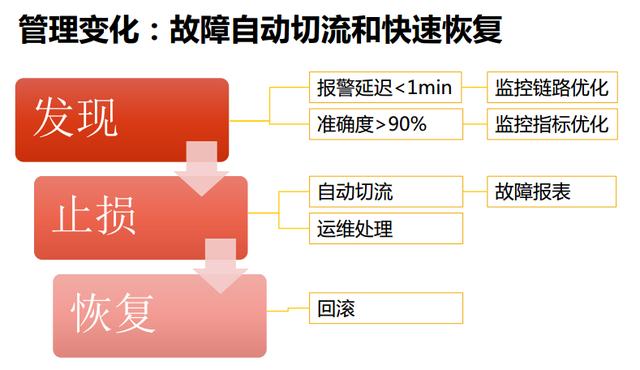 管理变化：故障自动切流和快速恢复
发现
报警延迟<1min
监控链路优化
准确度>90%
监控指标优化
止损
自动切流
故障报表
运维处理
恢复
回滚